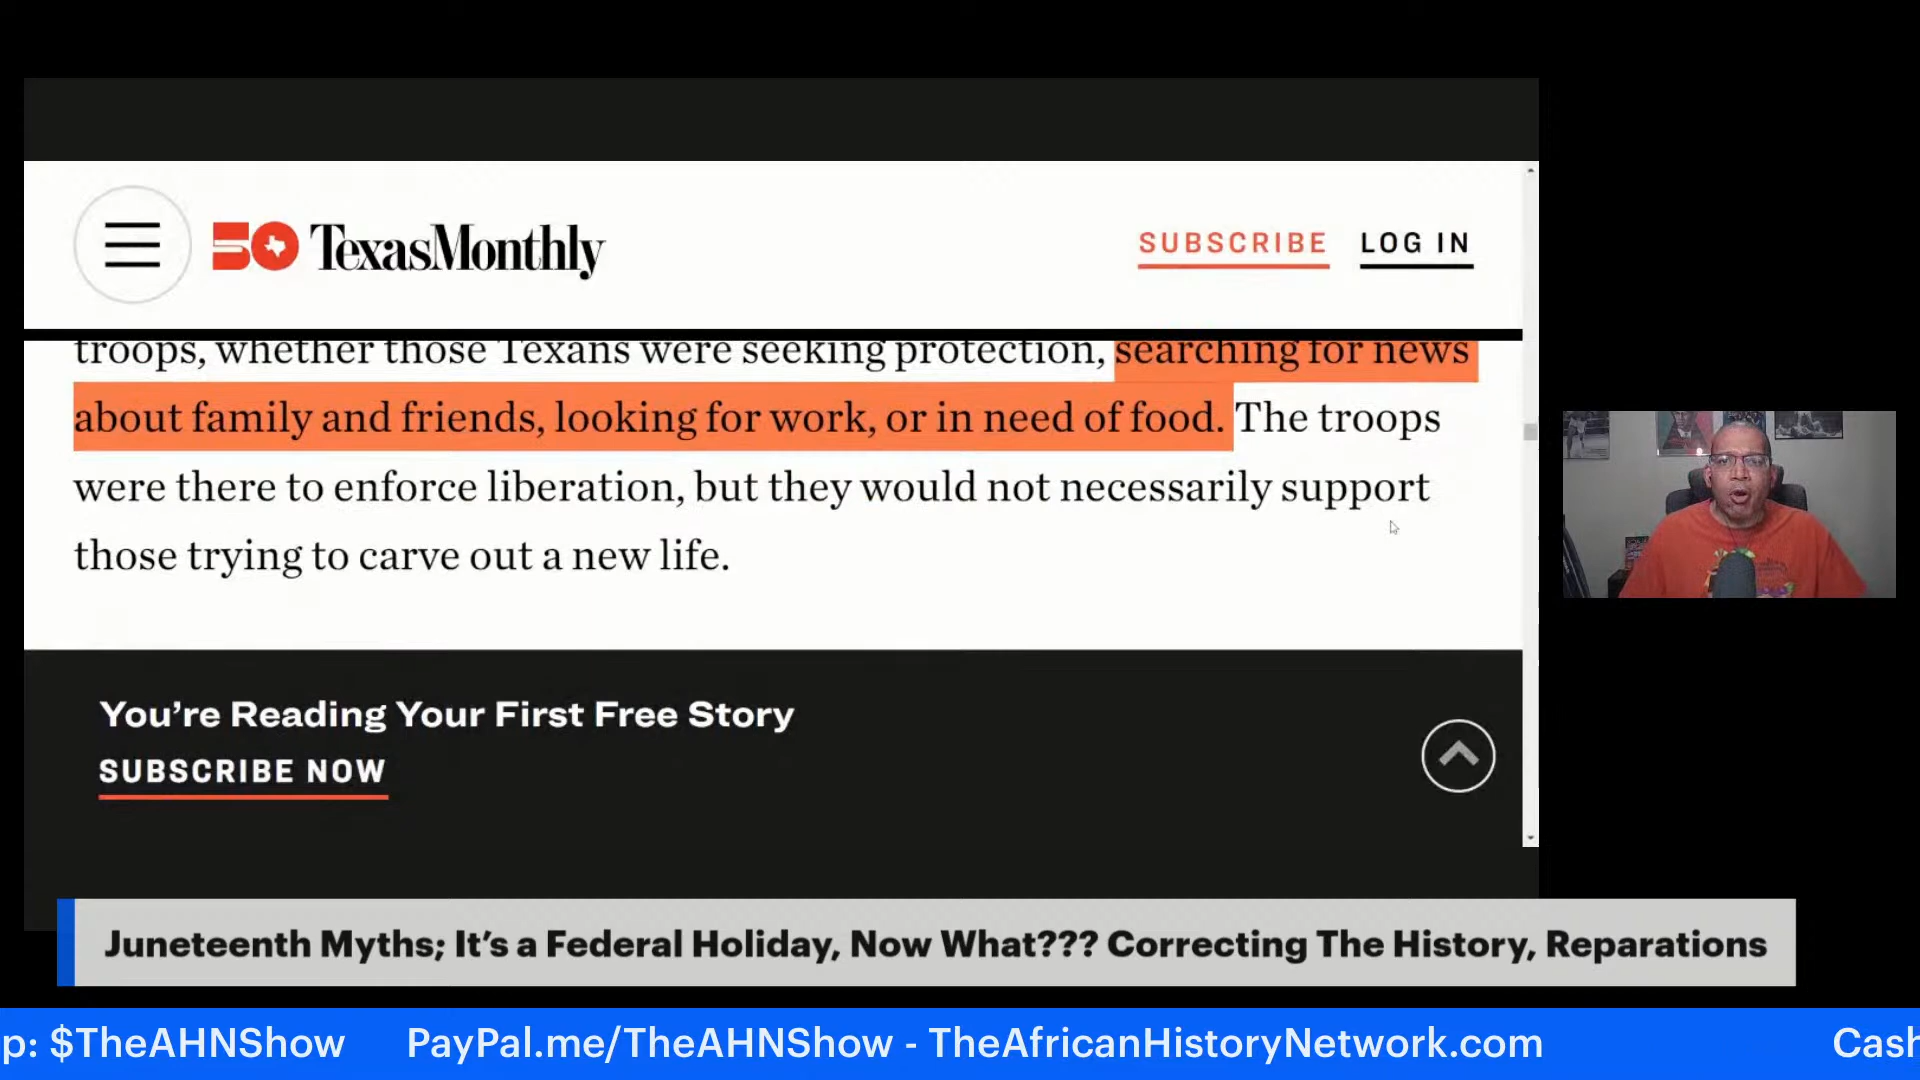 50 TexasMonthly
SUBSCRIBE LOG IN
troops, whether those Texans were seeking protection, searching for news
about family and friends, looking for work, or in need of food. The troops
were there to enforce liberation, but they would not necessarily support
those trying to carve out a new life.
You're Reading Your First Free Story
SUBSCRIBE NOW
Juneteenth Myths; It's a Federal Holiday, Now What??? Correcting The History, Reparations
p: $TheAHNShow PayPal.me/TheAHNShow - TheAfricanHistoryNetwork.com Cash